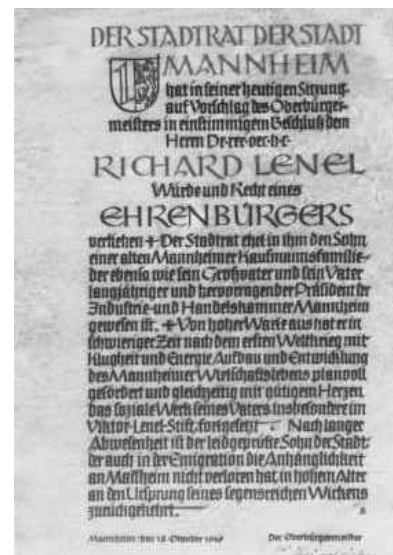 DER STADTRAT DER STADT
MANNHEIM
hat in seiner heutigen Sitzung
auf Vorschlag des Oberbürger-
meisters in einstimmigem Beschluß dem
Herrn Dr. rer. oec. h. c.
RICHARD LENEL
Würde und Recht eines
EHRENBÜRGERS
verliehen + Der Stadtrat ehrt in ihm den Sohn
einer alten Mannheimer Kaufmannsfamilie
der ebenso wie sein Großvater und sein Vater
langjähriger und hervorragender Präsident der
Industrie- und Handelskammer Mannheim
gewesen ist. + Von hoher Warte aus hat er in
schwieriger Zeit nach dem ersten Weltkrieg mit
Klugheit und Energie Aufbau und Entwicklung
des Mannheimer Wirtschaftslebens planvoll
gefördert und gleichzeitig mit gütigem Herzen
das soziale Werk seines Vaters insbesondere im
Viktor-Lenel-Stift, fortgesetzt. Nach langer
Abwesenheit ist der leidgeprüfte Sohn der Stadt,
der auch in der Emigration die Anhänglichkeit
an Mannheim nicht verloren hat, in hohem Alter
an den Ursprung seines segensreichen Wirkens
zurückgekehrt.
Mannheim den 18. Oktober 1949 Der Oberbürgermeister